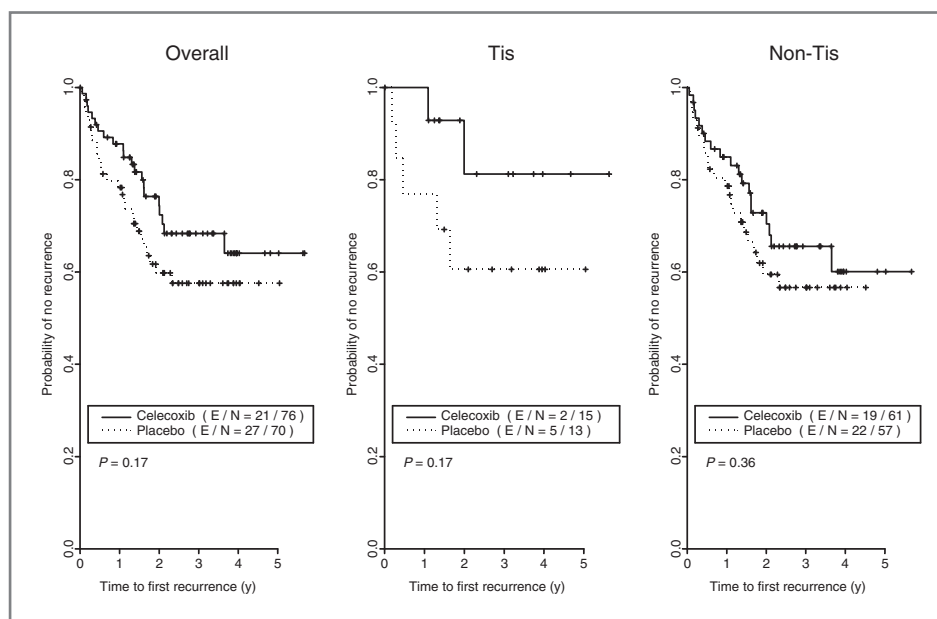 Overall
Probability of no recurrence
1.0
0.8
0.6
0.4
0.2
0.0
Celecoxib ( E / N = 21 / 76 )
Placebo ( E / N = 27 / 70 )
P = 0.17
0 1 2 3 4 5
Time to first recurrence (y)
Tis
Probability of no recurrence
1.0
0.8
0.6
0.4
0.2
0.0
Celecoxib ( E / N = 2 / 15 )
Placebo ( E / N = 5 / 13 )
P = 0.17
0 1 2 3 4 5
Time to first recurrence (y)
Non-Tis
Probability of no recurrence
1.0
0.8
0.6
0.4
0.2
0.0
Celecoxib ( E / N = 19 / 61 )
Placebo ( E / N = 22 / 57 )
P = 0.36
0 1 2 3 4 5
Time to first recurrence (y)